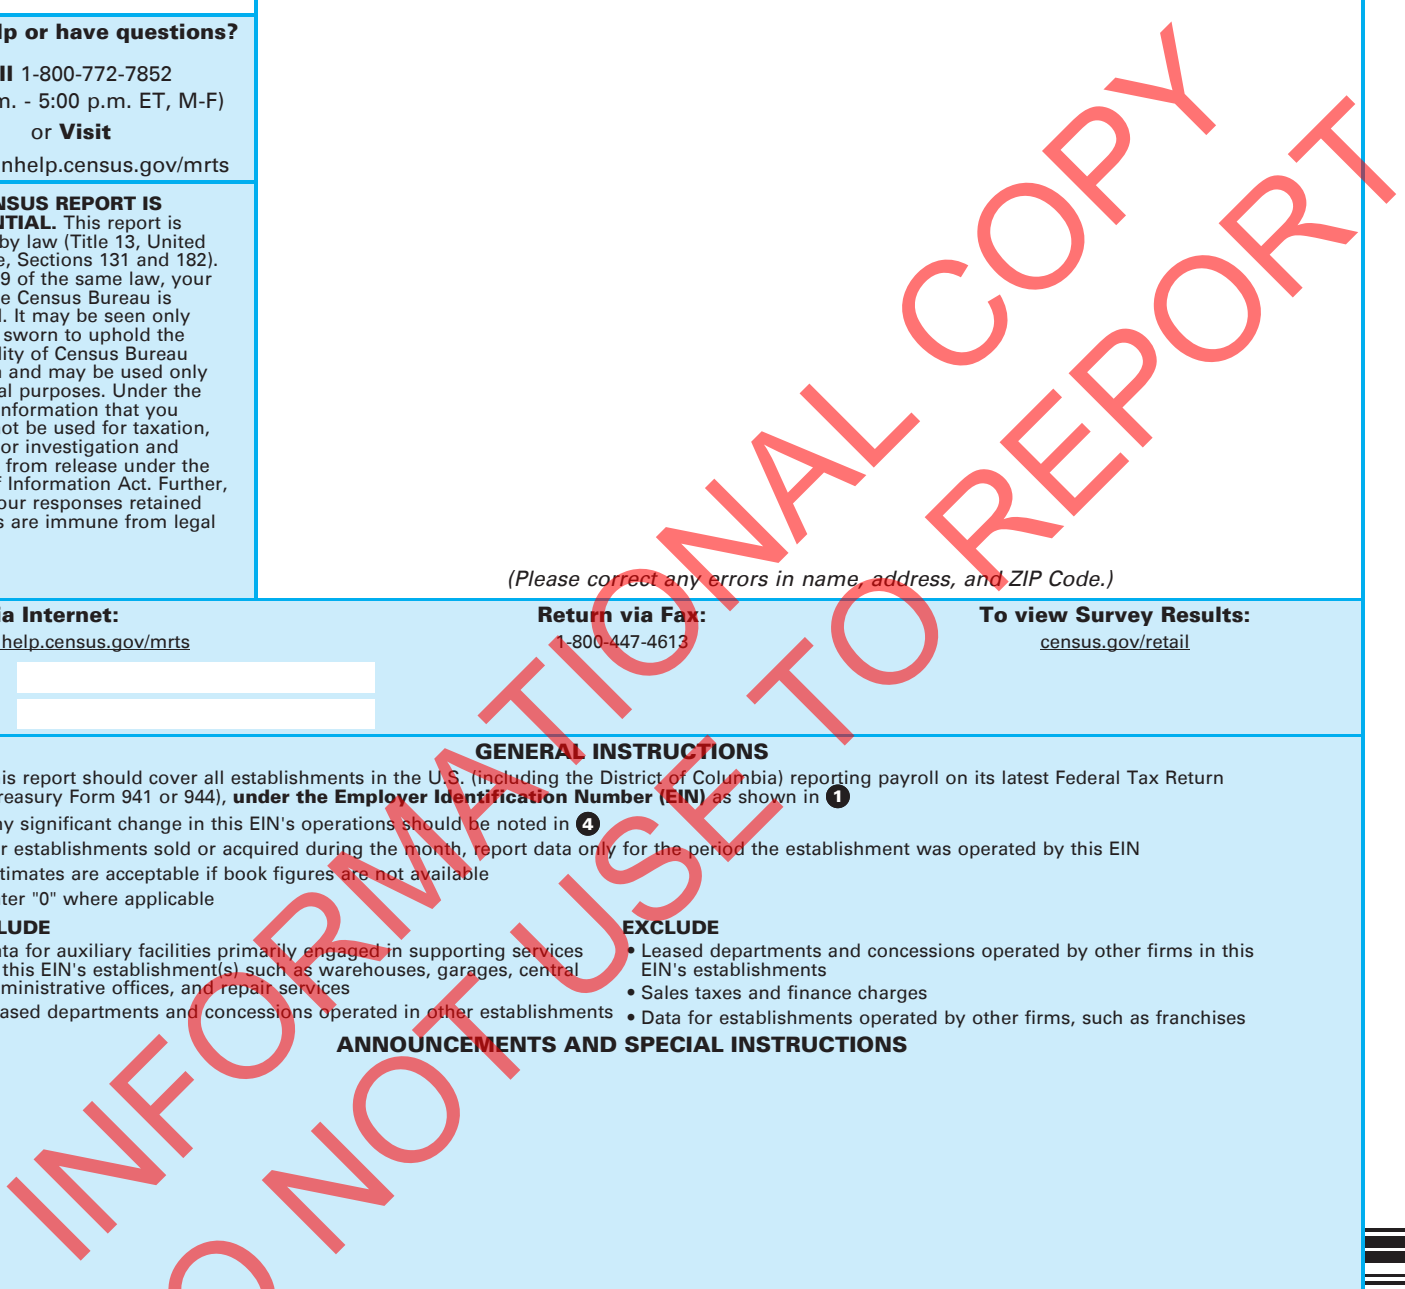 lp or have questions?
ll 1-800-772-7852
m. - 5:00 p.m. ET, M-F)
or Visit
nhelp.census.gov/mrts
NSUS REPORT IS
NTIAL. This report is
by law (Title 13, United
e, Sections 131 and 182).
9 of the same law, your
e Census Bureau is
l. It may be seen only
sworn to uphold the
lity of Census Bureau
n and may be used only
al purposes. Under the
information that you
not be used for taxation,
or investigation and
from release under the
f Information Act. Further,
our responses retained
s are immune from legal
(Please correct any errors in name, address, and ZIP Code.)
ia Internet:
help.census.gov/mrts
Return via Fax:
1-800-447-4613
To view Survey Results:
census.gov/retail
GENERAL INSTRUCTIONS
is report should cover all establishments in the U.S. (including the District of Columbia) reporting payroll on its latest Federal Tax Return
reasury Form 941 or 944), under the Employer Identification Number (EIN) as shown in 1
ny significant change in this EIN's operations should be noted in 4
r establishments sold or acquired during the month, report data only for the period the establishment was operated by this EIN
timates are acceptable if book figures are not available
ter "0" where applicable
LUDE
ata for auxiliary facilities primarily engaged in supporting services
this EIN's establishment(s) such as warehouses, garages, central
ministrative offices, and repair services
ased departments and concessions operated in other establishments
EXCLUDE
• Leased departments and concessions operated by other firms in this
EIN's establishments
• Sales taxes and finance charges
• Data for establishments operated by other firms, such as franchises
ANNOUNCEMENTS AND SPECIAL INSTRUCTIONS
INFORMATIONAL COPY
O NOT USE TO REPORT